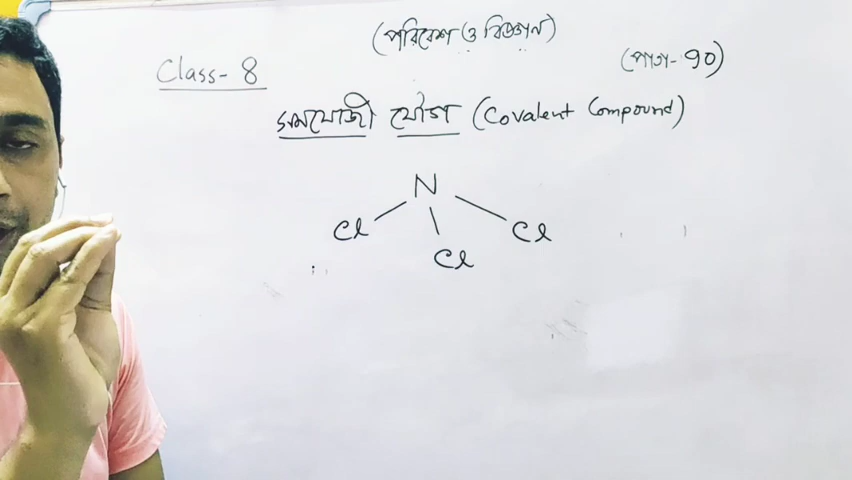 (পরিবেশ ও বিজ্ঞান)
Class- 8
(পাতা- 90)
সমযোজী যৌগ (Covalent Compound)
N
Cl Cl
Cl